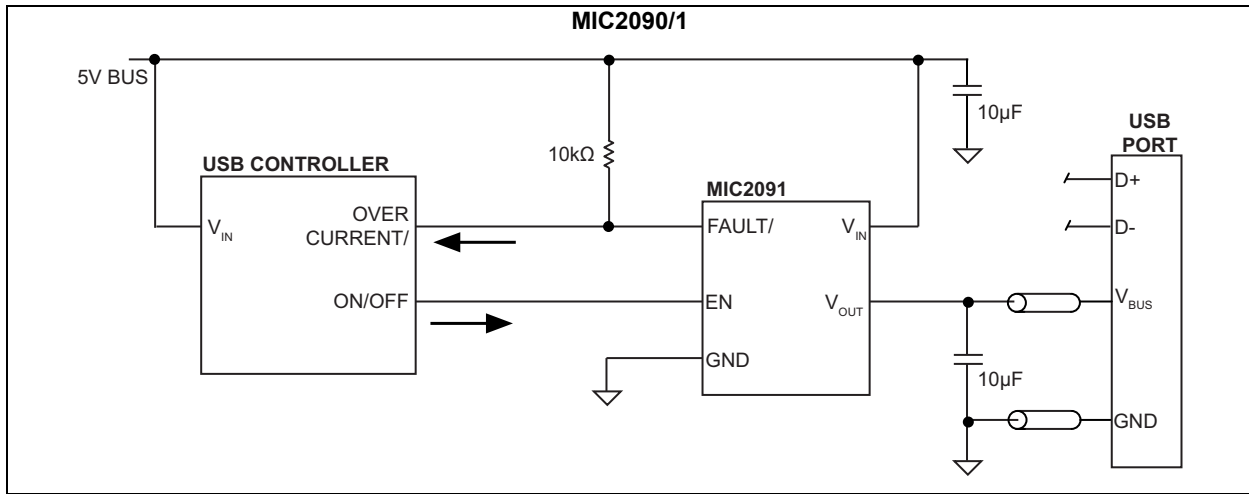 MIC2090/1
5V BUS
10µF
USB
PORT
10kΩ
USB CONTROLLER
MIC2091
D+
OVER
CURRENT/
VIN
FAULT/
VIN
D-
ON/OFF
EN
VOUT
VBUS
GND
10µF
GND